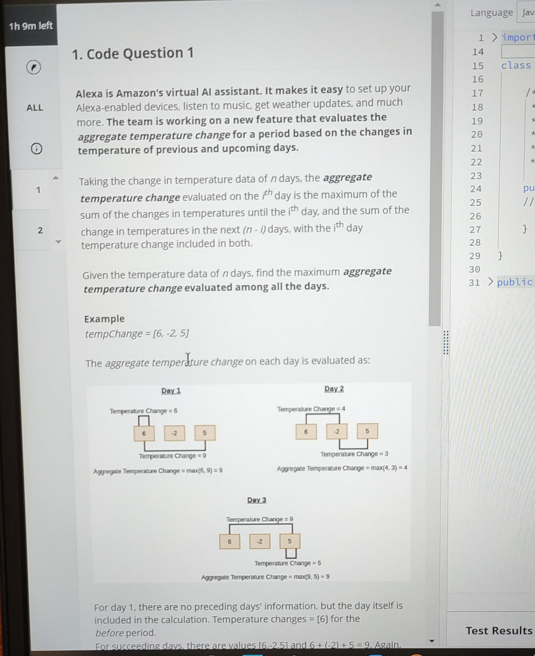 1h 9m left
ALL
1
2
1. Code Question 1
Alexa is Amazon's virtual AI assistant. It makes it easy to set up your
Alexa-enabled devices, listen to music, get weather updates, and much
more. The team is working on a new feature that evaluates the
aggregate temperature change for a period based on the changes in
temperature of previous and upcoming days.
Taking the change in temperature data of n days, the aggregate
temperature change evaluated on the ith day is the maximum of the
sum of the changes in temperatures until the ith day, and the sum of the
change in temperatures in the next (n - i) days, with the ith day
temperature change included in both.
Given the temperature data of n days, find the maximum aggregate
temperature change evaluated among all the days.
Example
tempChange = [6, -2, 5]
The aggregate temperature change on each day is evaluated as:
Day 1
Temperature Change = 6
6 -2 5
Temperature Change = 9
Aggregate Temperature Change = max(6, 9) = 9
Day 2
Temperature Change = 4
6 -2 5
Temperature Change = 3
Aggregate Temperature Change = max(4, 3) = 4
Day 3
Temperature Change = 9
6 -2 5
Temperature Change = 5
Aggregate Temperature Change = max(9, 5) = 9
For day 1, there are no preceding days' information, but the day itself is
included in the calculation. Temperature changes = [6] for the
before period.
For succeeding days, there are values [6,-2,5] and 6 + (-2) + 5 = 9. Again,
Language Jav
1 > import
14
15 class
16
17 /*
18 *
19 *
20 *
21 *
22 *
23
24 pu
25 //
26
27 }
28
29 }
30
31 > public
Test Results